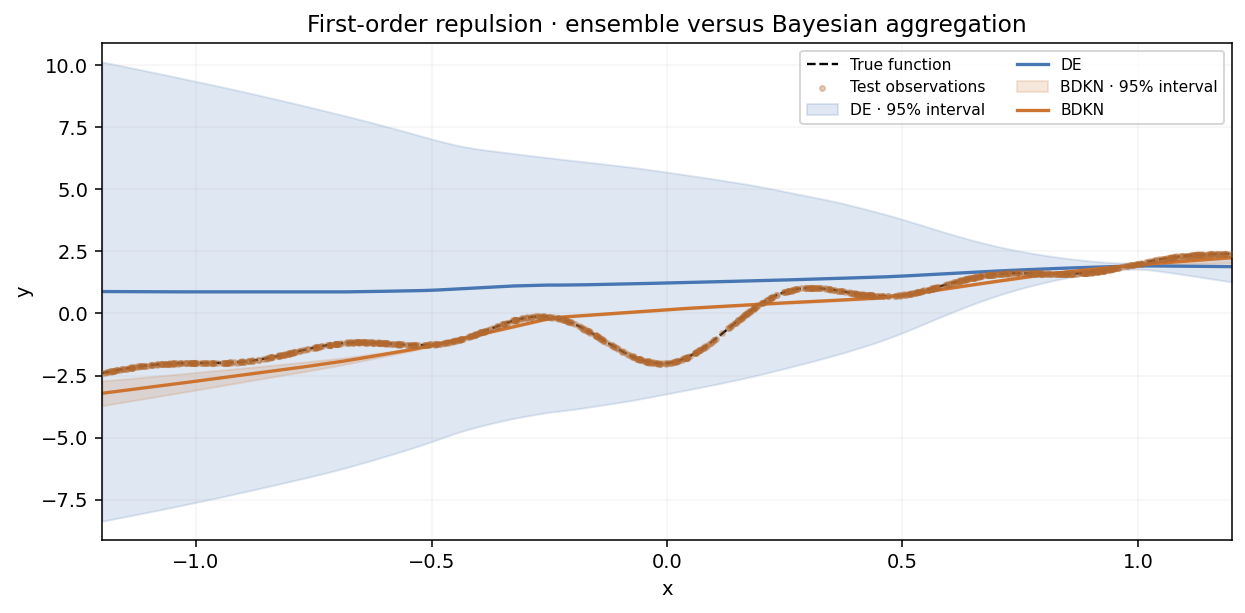 First-order repulsion · ensemble versus Bayesian aggregation
True function
Test observations
DE · 95% interval
DE
BDKN · 95% interval
BDKN
10.0
7.5
5.0
2.5
0.0
−2.5
−5.0
−7.5
y
−1.0
−0.5
0.0
0.5
1.0
x